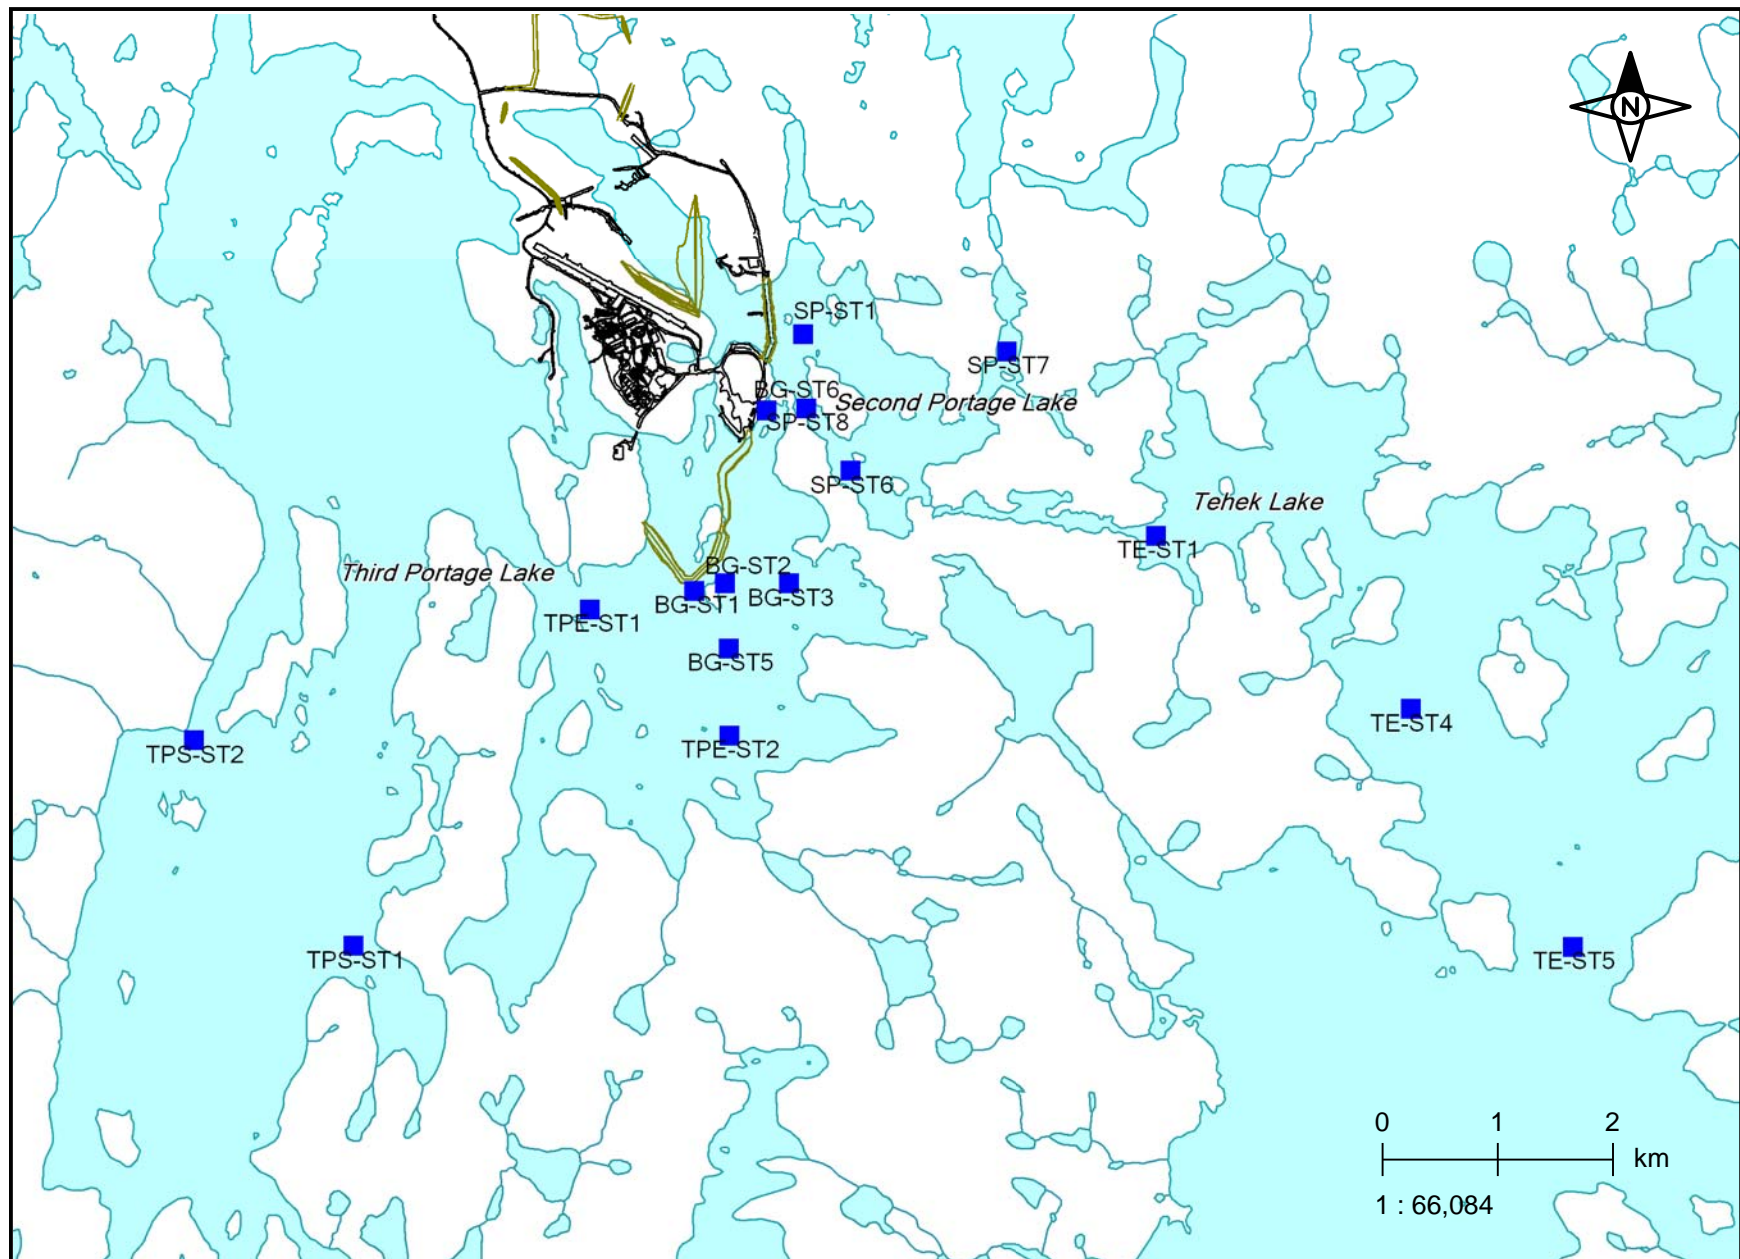 N
SP-ST1
SP-ST7
BG-ST6
Second Portage Lake
SP-ST8
SP-ST6
Tehek Lake
TE-ST1
Third Portage Lake
BG-ST2
BG-ST1
BG-ST3
TPE-ST1
BG-ST5
TE-ST4
TPS-ST2
TPE-ST2
TPS-ST1
TE-ST5
0 1 2
km
1 : 66,084